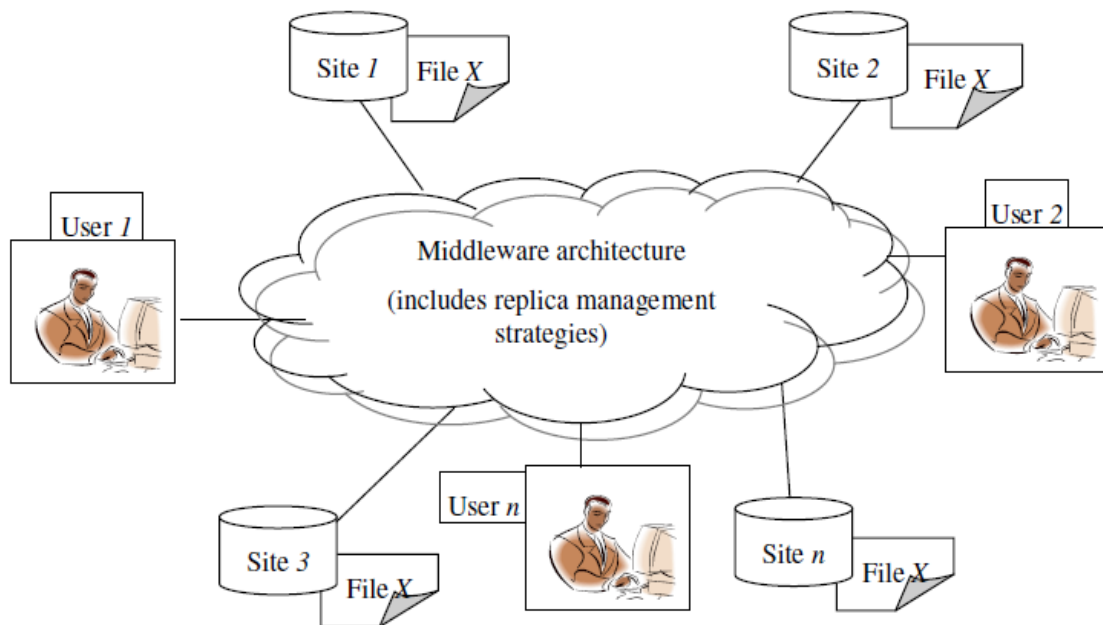 Site 1
File X
Site 2
File X
User 1
User 2
Middleware architecture
(includes replica management
strategies)
Site 3
File X
User n
Site n
File X